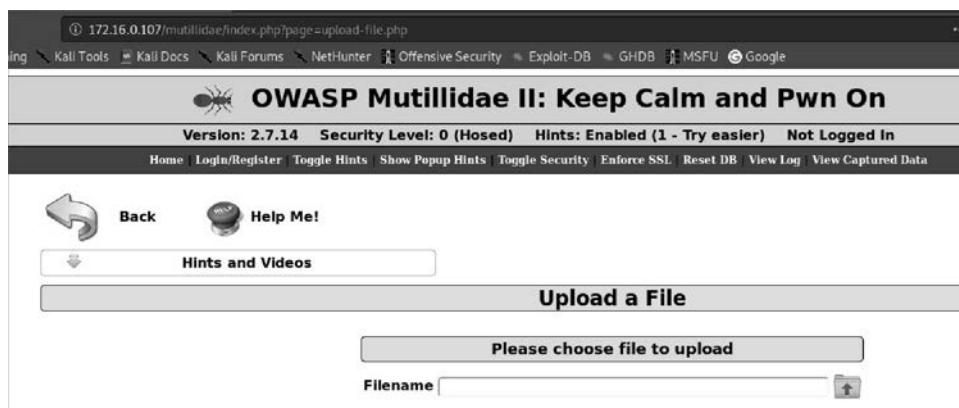 172.16.0.107/mutillidae/index.php?page=upload-file.php
ing Kali Tools Kali Docs Kali Forums NetHunter Offensive Security Exploit-DB GHDB MSFU Google
OWASP Mutillidae II: Keep Calm and Pwn On
Version: 2.7.14 Security Level: 0 (Hosed) Hints: Enabled (1 - Try easier) Not Logged In
Home | Login/Register | Toggle Hints | Show Popup Hints | Toggle Security | Enforce SSL | Reset DB | View Log | View Captured Data
Back
HELP
Help Me!
Hints and Videos
Upload a File
Please choose file to upload
Filename